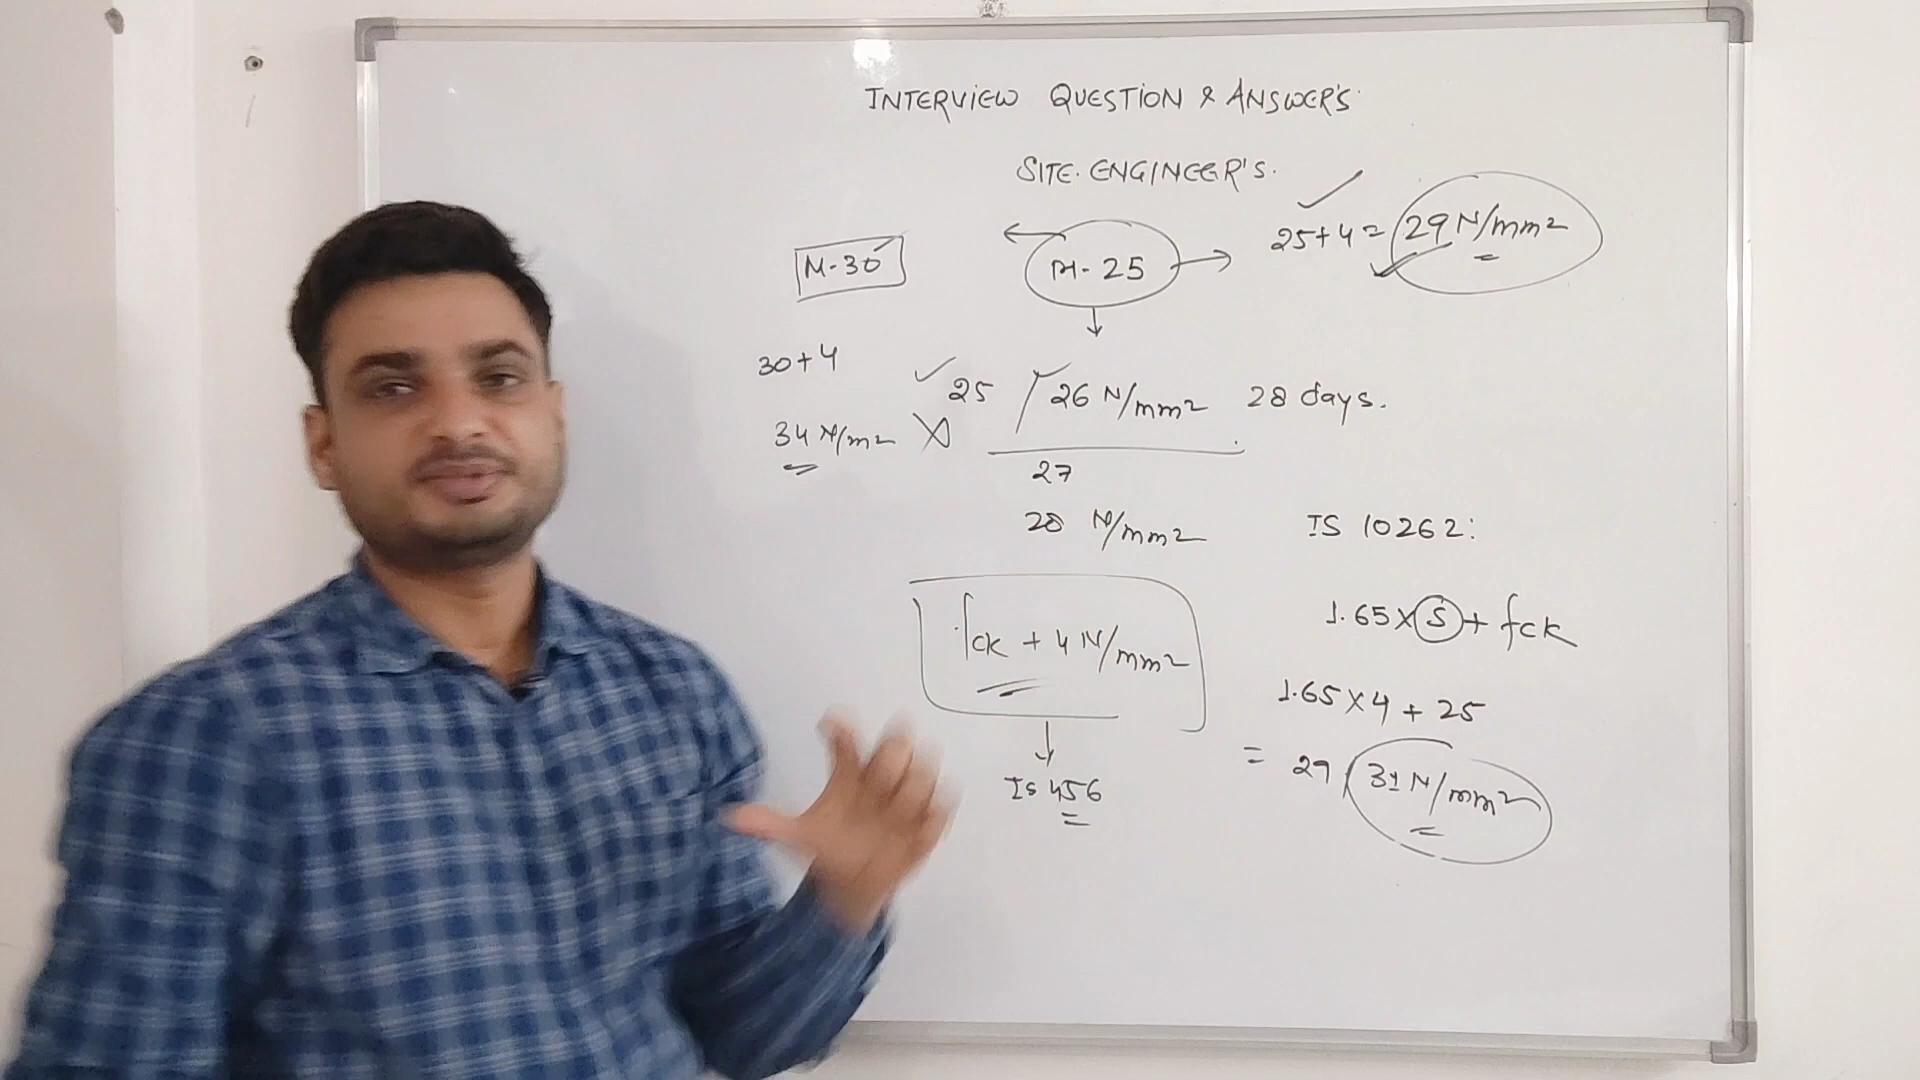 INTERVIEW QUESTION & ANSWER'S
SITE. ENGINEER'S.
25+4= 29 N/mm2
M-30
M-25
30+4
25 / 26 N/mm2 28 days.
34 N/m2
27
28 N/mm2
IS 10262:
1.65×S+ fck
fck + 4 N/mm2
1.65×4 + 25
= 29 / 31 N/mm2
Is 456